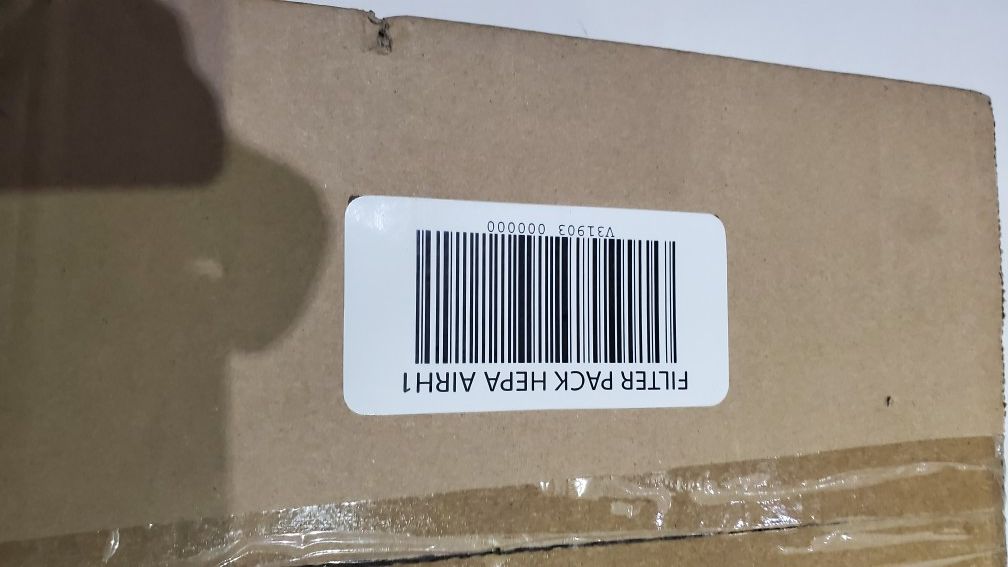 FILTER PACK HEPA AIRH1
V31903 000000